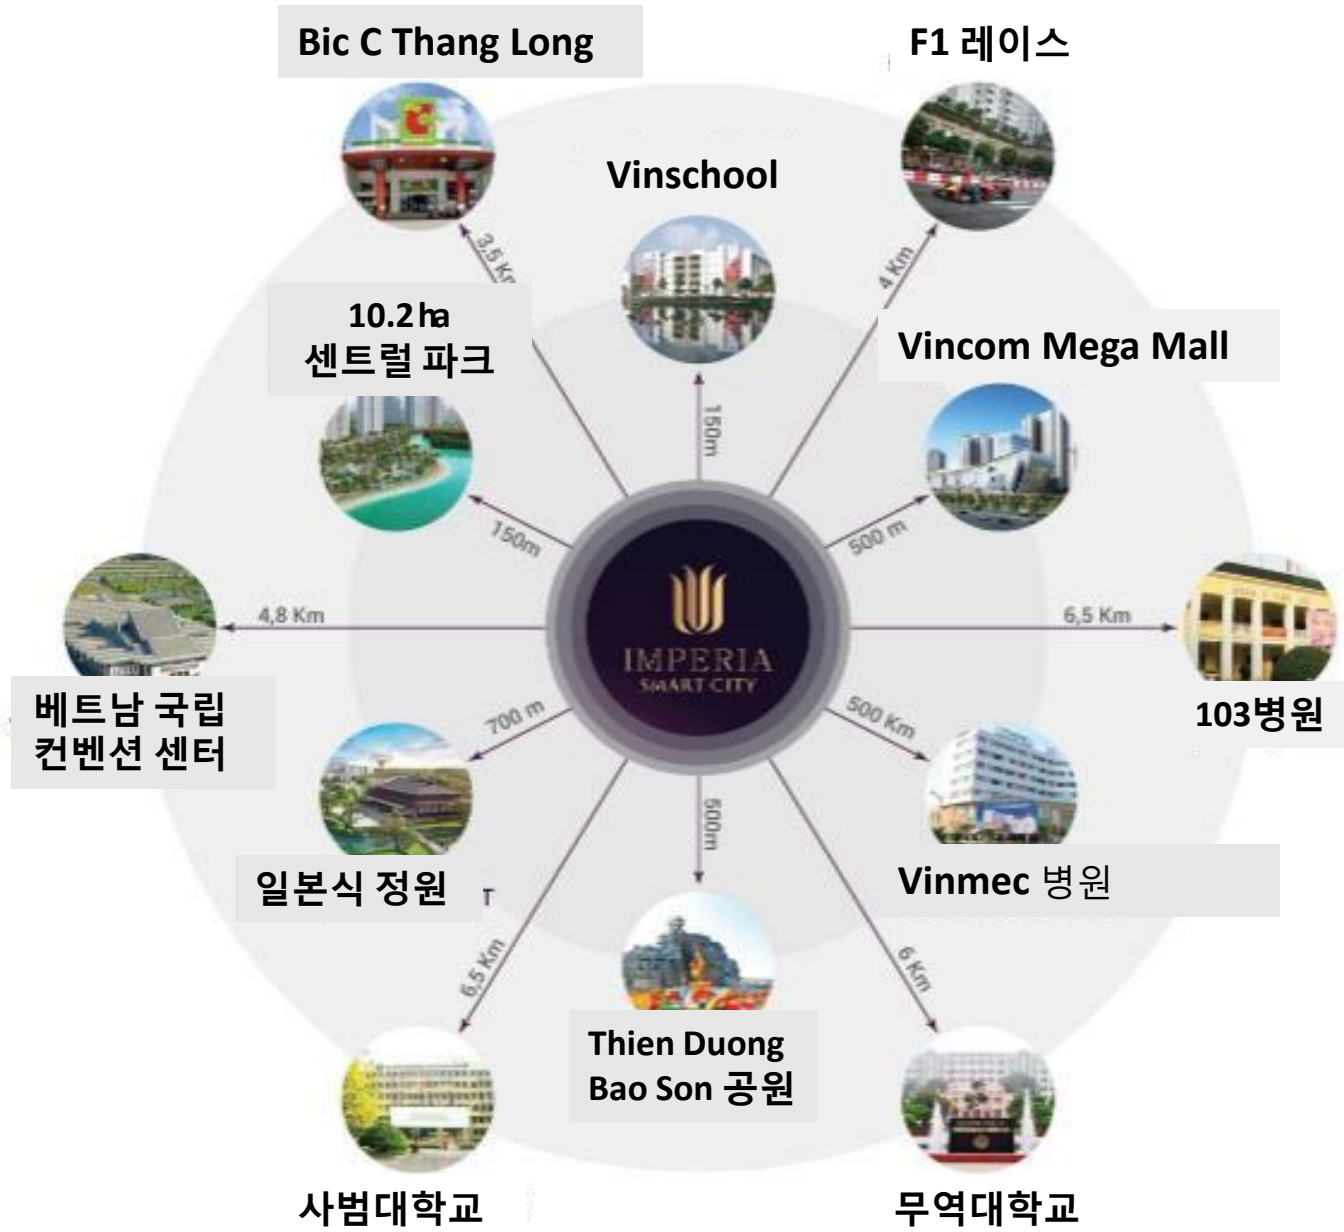 Bic C Thang Long
F1 레이스
Vinschool
3,5 Km
4 Km
10.2 ha
센트럴 파크
Vincom Mega Mall
150m
150m
500 m
4,8 Km
6,5 Km
IMPERIA
SMART CITY
베트남 국립
컨벤션 센터
103병원
700 m
500 Km
500m
일본식 정원
T
Vinmec 병원
6,5 Km
6 Km
Thien Duong
Bao Son 공원
사범대학교
무역대학교